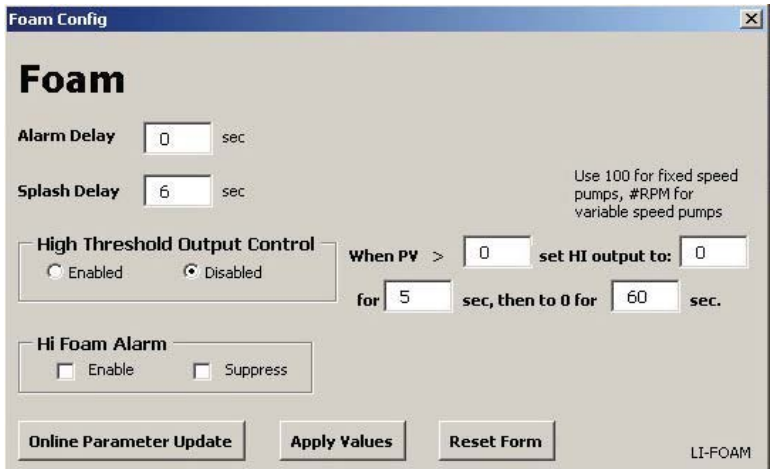 Foam Config
Foam
Alarm Delay 0 sec
Splash Delay 6 sec
Use 100 for fixed speed
pumps, #RPM for
variable speed pumps
High Threshold Output Control
Enabled Disabled
When PV > 0 set HI output to: 0
for 5 sec, then to 0 for 60 sec.
Hi Foam Alarm
Enable Suppress
Online Parameter Update Apply Values Reset Form
LI-FOAM